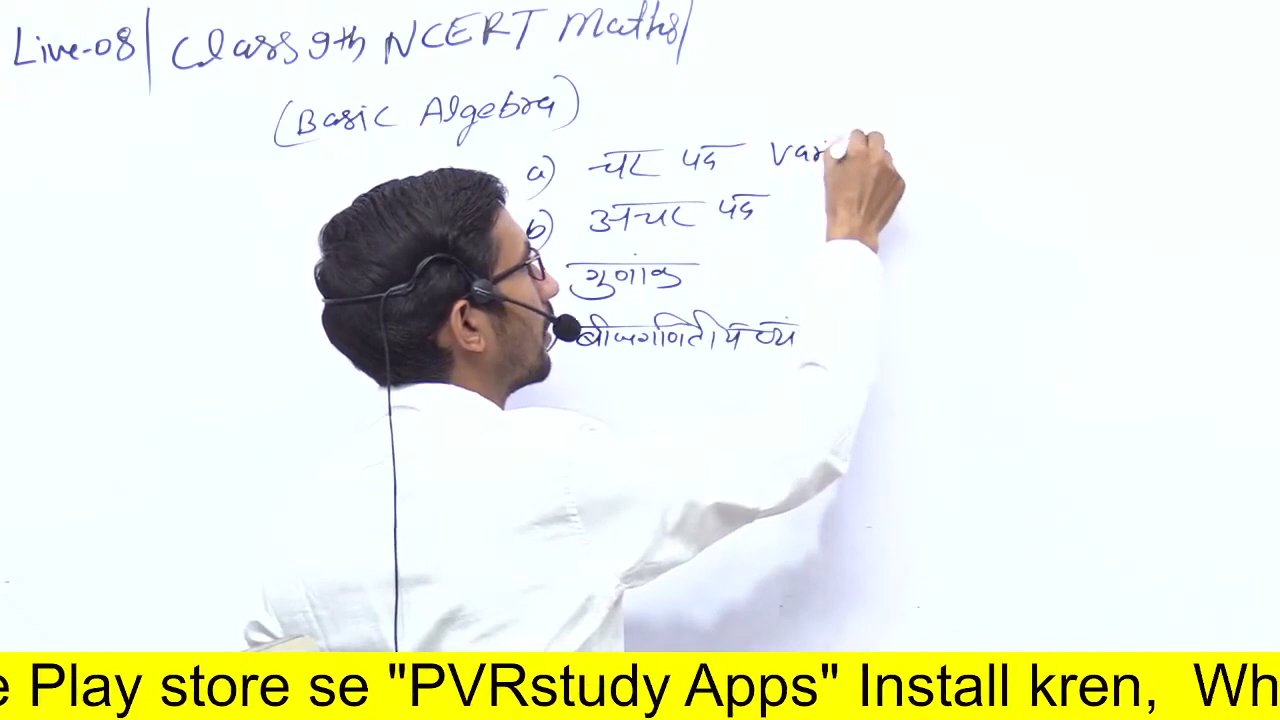 Live-08| Class 9th NCERT Maths|
(Basic Algebra)
a) चर पद Var
b) अचर पद
गुणांक
बीजगणितीय व्यं
e Play store se "PVRstudy Apps" Install kren, Wh